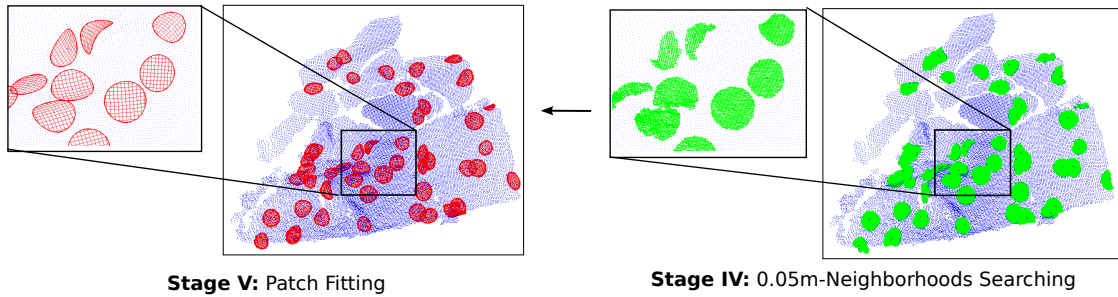 Stage V: Patch Fitting
Stage IV: 0.05m-Neighborhoods Searching